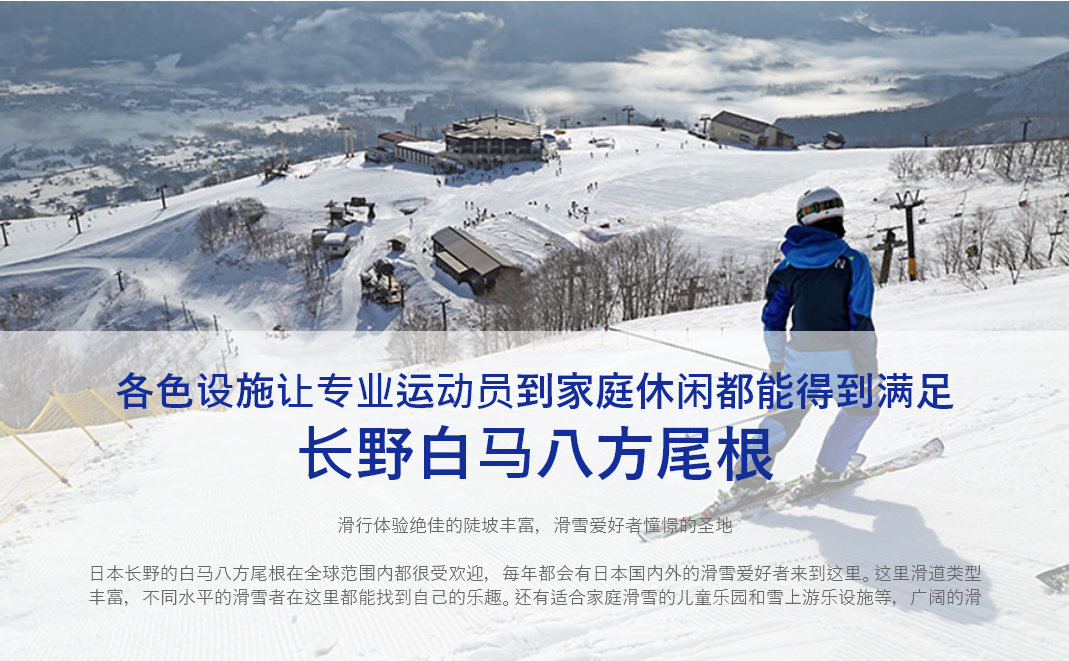 各色设施让专业运动员到家庭休闲都能得到满足
长野白马八方尾根
滑行体验绝佳的陡坡丰富，滑雪爱好者憧憬的圣地
日本长野的白马八方尾根在全球范围内都很受欢迎，每年都会有日本国内外的滑雪爱好者来到这里。这里滑道类型
丰富，不同水平的滑雪者在这里都能找到自己的乐趣。还有适合家庭滑雪的儿童乐园和雪上游乐设施等，广阔的滑